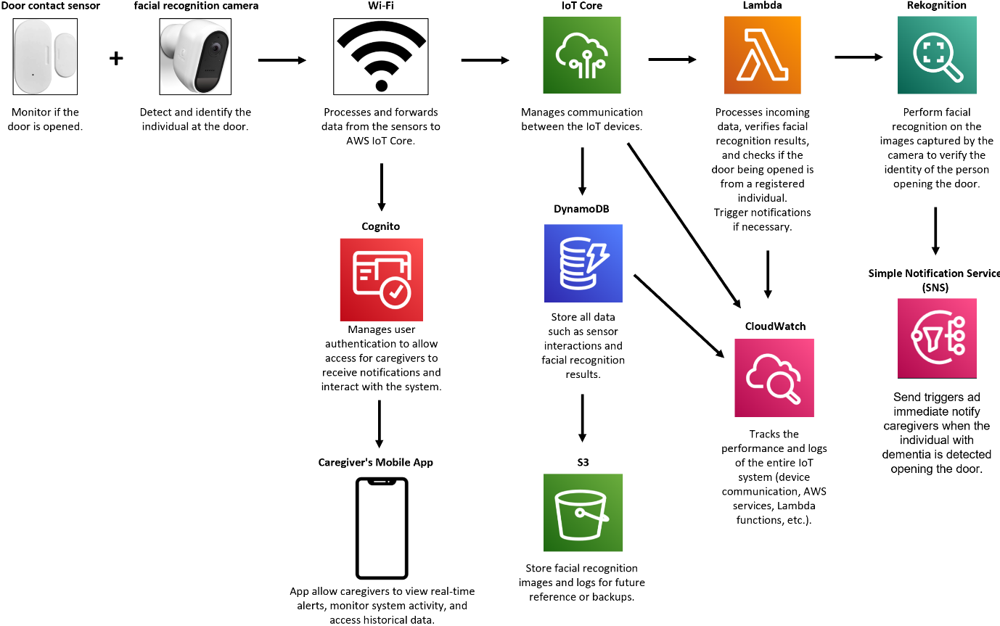 Door contact sensor
facial recognition camera
Wi-Fi
IoT Core
Lambda
Rekognition
+
Monitor if the
door is opened.
Detect and identify the
individual at the door.
Processes and forwards
data from the sensors to
AWS IoT Core.
Manages communication
between the IoT devices.
Processes incoming
data, verifies facial
recognition results,
and checks if the
door being opened is
from a registered
individual.
Trigger notifications
if necessary.
Perform facial
recognition on the
images captured by the
camera to verify the
identity of the person
opening the door.
Cognito
Manages user
authentication to allow
access for caregivers to
receive notifications and
interact with the system.
DynamoDB
Store all data
such as sensor
interactions and
facial recognition
results.
CloudWatch
Tracks the
performance and logs
of the entire IoT
system (device
communication, AWS
services, Lambda
functions, etc.).
Simple Notification Service
(SNS)
Send triggers ad
immediate notify
caregivers when the
individual with
dementia is detected
opening the door.
Caregiver's Mobile App
App allow caregivers to view real-time
alerts, monitor system activity, and
access historical data.
S3
Store facial recognition
images and logs for future
reference or backups.